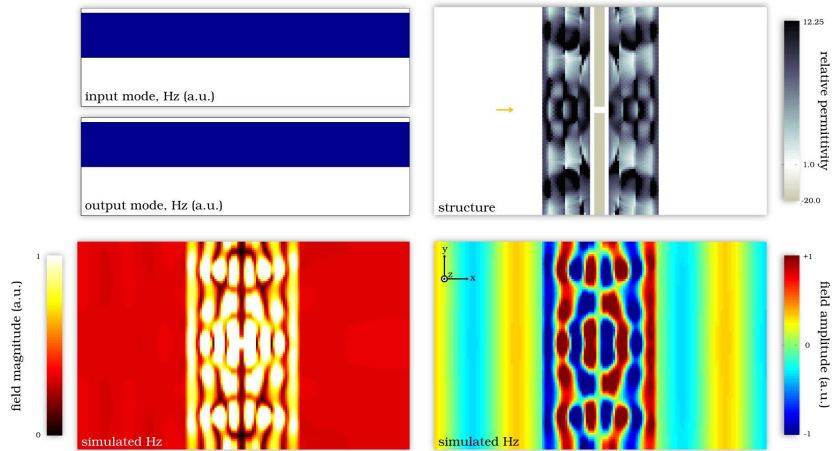 input mode, Hz (a.u.)
output mode, Hz (a.u.)
structure
12.25
1.0
-20.0
relative permittivity
1
0
field magnitude (a.u.)
simulated Hz
y
z
x
simulated Hz
+1
-1
field amplitude (a.u.)